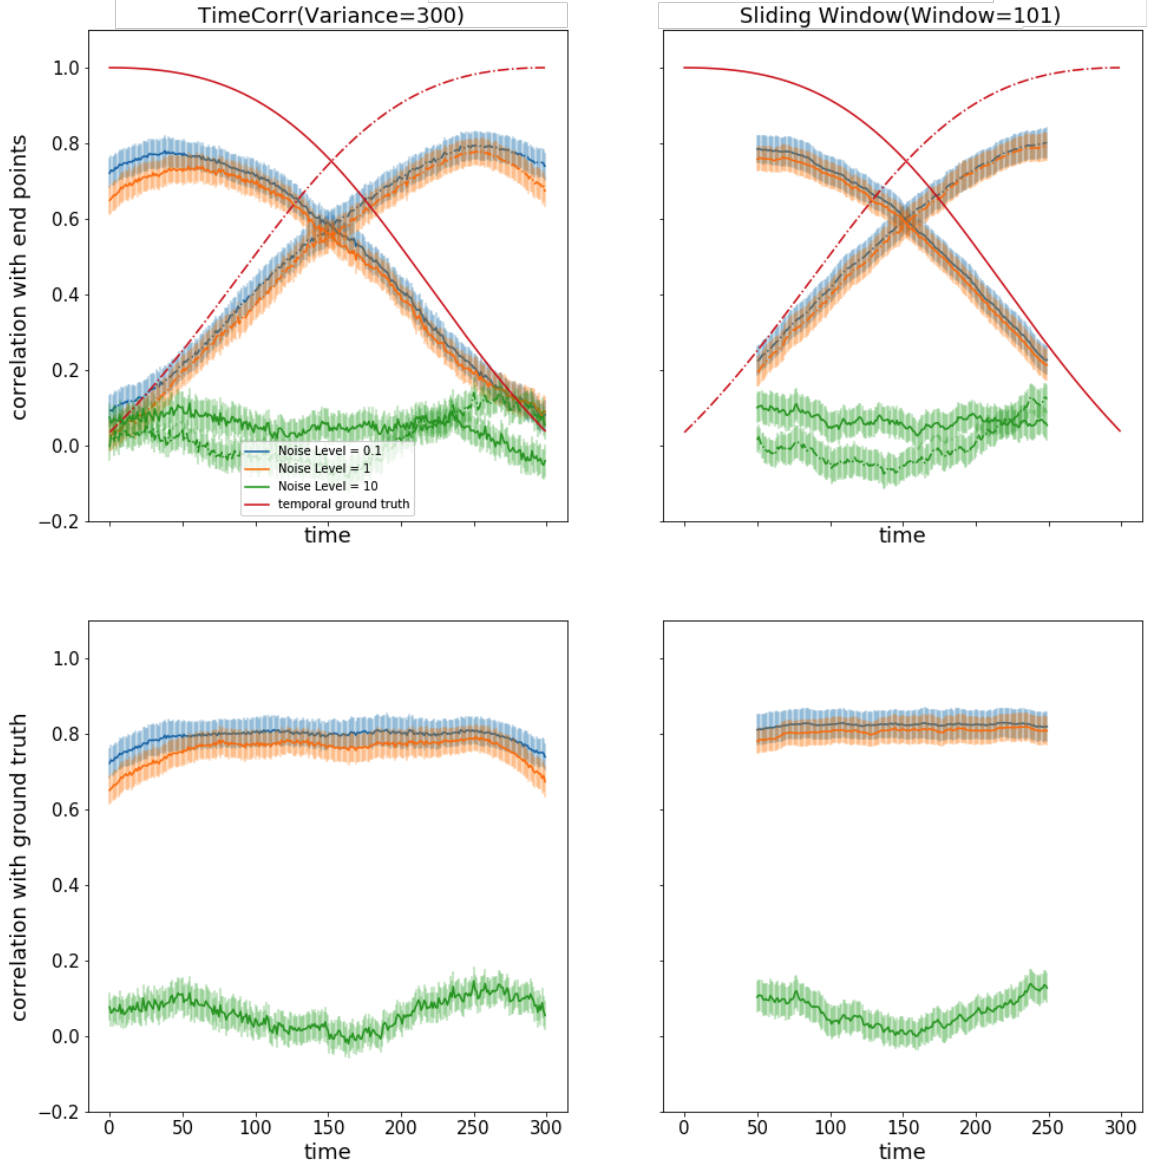 TimeCorr(Variance=300)
Sliding Window(Window=101)
correlation with end points
1.0
0.8
0.6
0.4
0.2
0.0
−0.2
Noise Level = 0.1
Noise Level = 1
Noise Level = 10
temporal ground truth
0 50 100 150 200 250 300
time
0 50 100 150 200 250 300
time
correlation with ground truth
1.0
0.8
0.6
0.4
0.2
0.0
−0.2